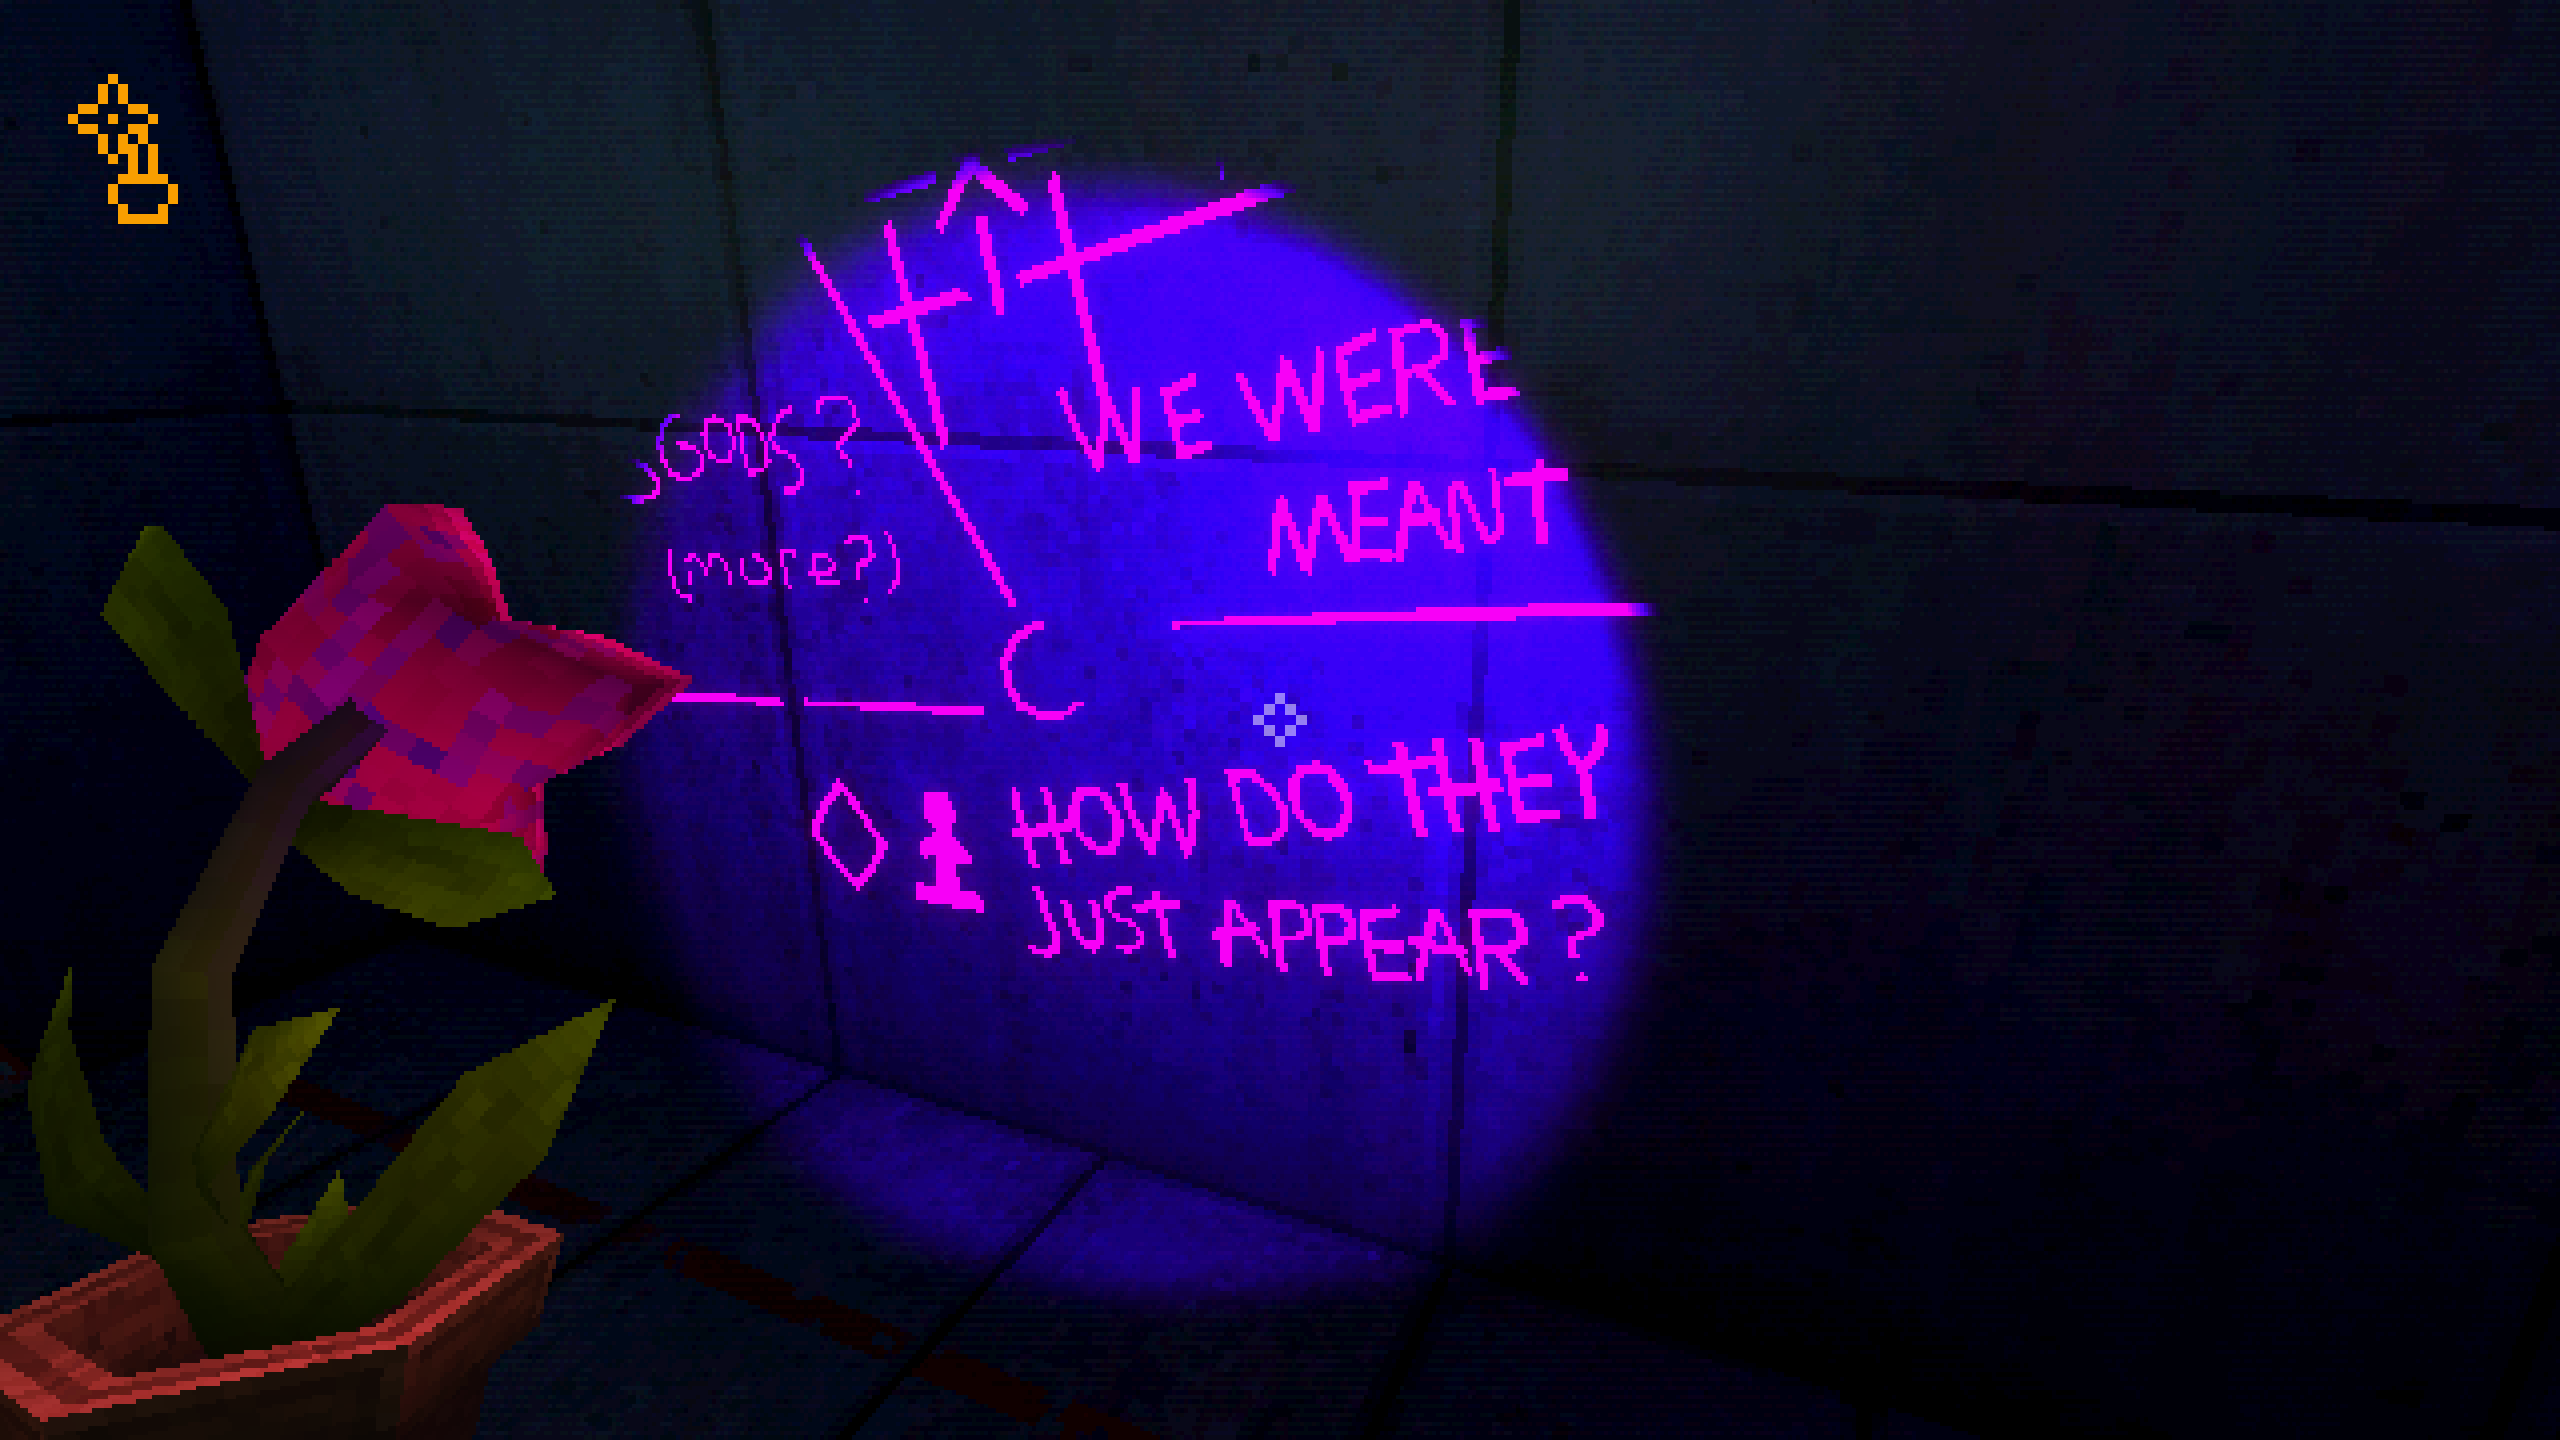 GODS?
(more?)
WE WERE
MEANT
HOW DO THEY
JUST APPEAR?